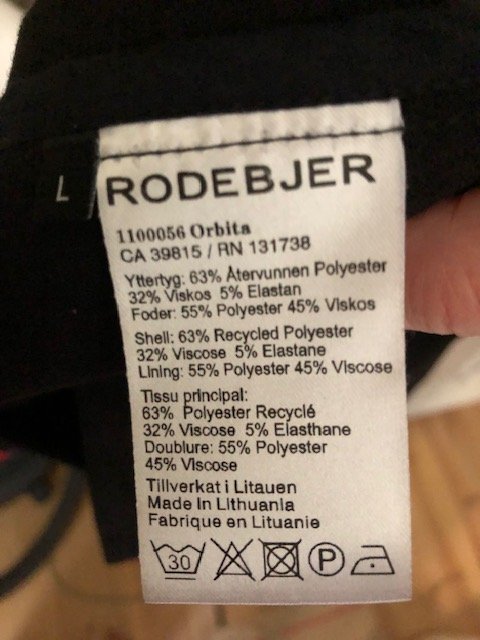 L
RODEBJER
1100056 Orbita
CA 39815 / RN 131738
Yttertyg: 63% Återvunnen Polyester
32% Viskos 5% Elastan
Foder: 55% Polyester 45% Viskos
Shell: 63% Recycled Polyester
32% Viscose 5% Elastane
Lining: 55% Polyester 45% Viscose
Tissu principal:
63% Polyester Recyclé
32% Viscose 5% Elasthane
Doublure: 55% Polyester
45% Viscose
Tillverkat i Litauen
Made in Lithuania
Fabrique en Lituanie
30 P